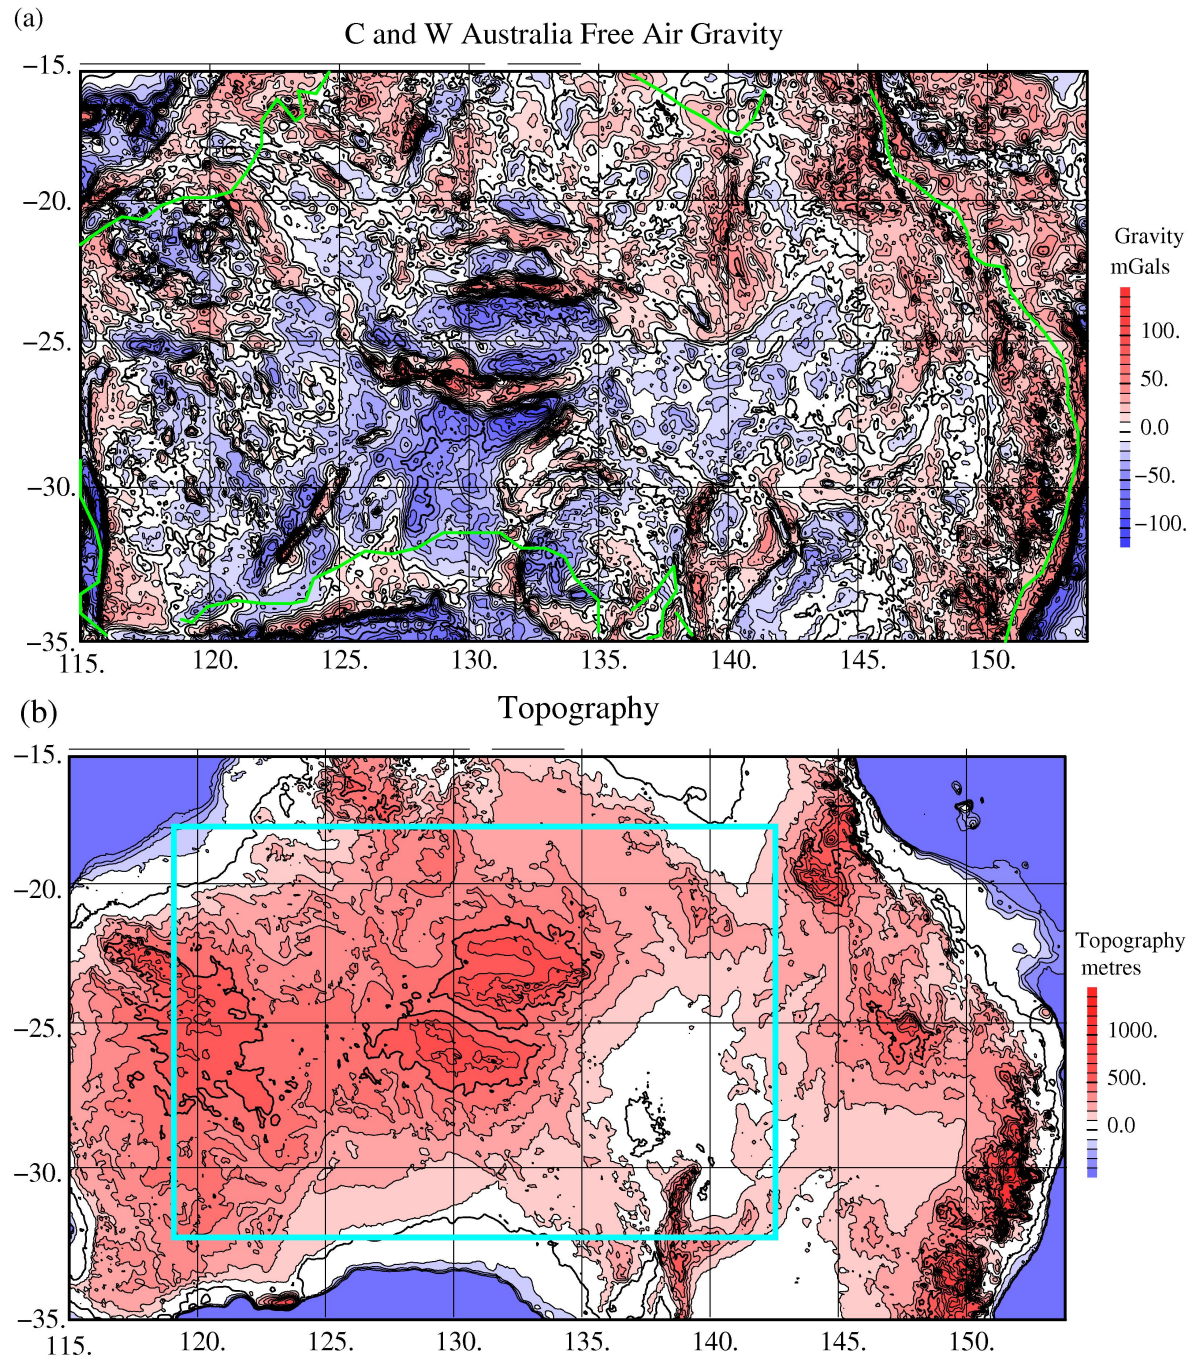 (a)
C and W Australia Free Air Gravity
−15.
−20.
−25.
−30.
−35.
115. 120. 125. 130. 135. 140. 145. 150.
Gravity
mGals
100.
50.
0.0
−50.
−100.
(b)
Topography
−15.
−20.
−25.
−30.
−35.
115. 120. 125. 130. 135. 140. 145. 150.
Topography
metres
1000.
500.
0.0